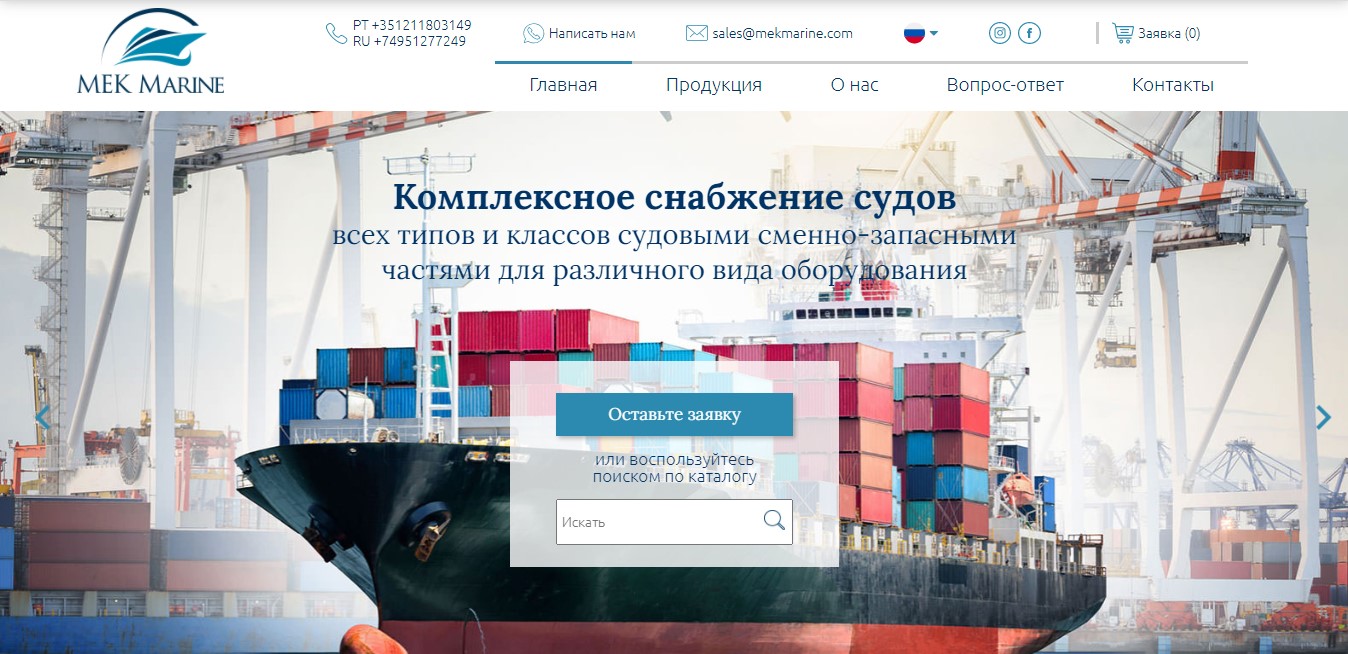 MEK MARINE
PT +351211803149
RU +74951277249
Написать нам
sales@mekmarine.com
Заявка (0)
Главная
Продукция
О нас
Вопрос-ответ
Контакты
Комплексное снабжение судов
всех типов и классов судовыми сменно-запасными
частями для различного вида оборудования
Оставьте заявку
или воспользуйтесь
поиском по каталогу
Искать